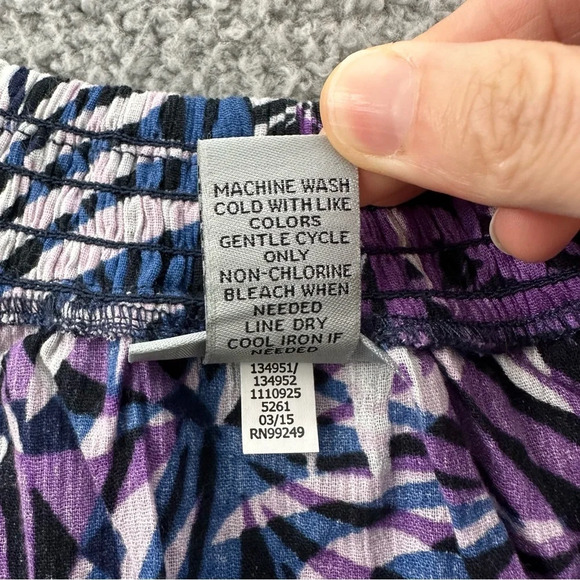 MACHINE WASH
COLD WITH LIKE
COLORS
GENTLE CYCLE
ONLY
NON-CHLORINE
BLEACH WHEN
NEEDED
LINE DRY
COOL IRON IF
NEEDED
134951/
134952
1110925
5261
03/15
RN99249